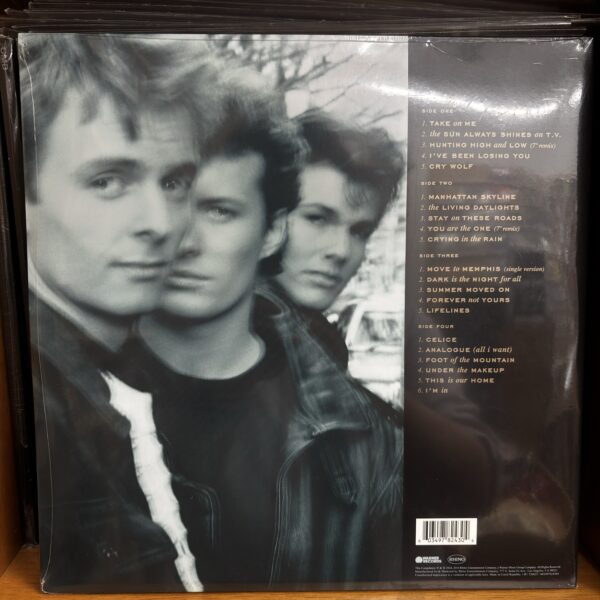 SIDE ONE
1. TAKE on ME
2. the SUN ALWAYS SHINES on T.V.
3. HUNTING HIGH and LOW (7" remix)
4. I'VE BEEN LOSING YOU
5. CRY WOLF
SIDE TWO
1. MANHATTAN SKYLINE
2. the LIVING DAYLIGHTS
3. STAY on THESE ROADS
4. YOU are the ONE (7" remix)
5. CRYING in the RAIN
SIDE THREE
1. MOVE to MEMPHIS (single version)
2. DARK is the NIGHT for all
3. SUMMER MOVED ON
4. FOREVER not YOURS
5. LIFELINES
SIDE FOUR
1. CELICE
2. ANALOGUE (all i want)
3. FOOT of the MOUNTAIN
4. UNDER the MAKEUP
5. THIS is our HOME
6. I'M in
WARNER RECORDS
RHINO